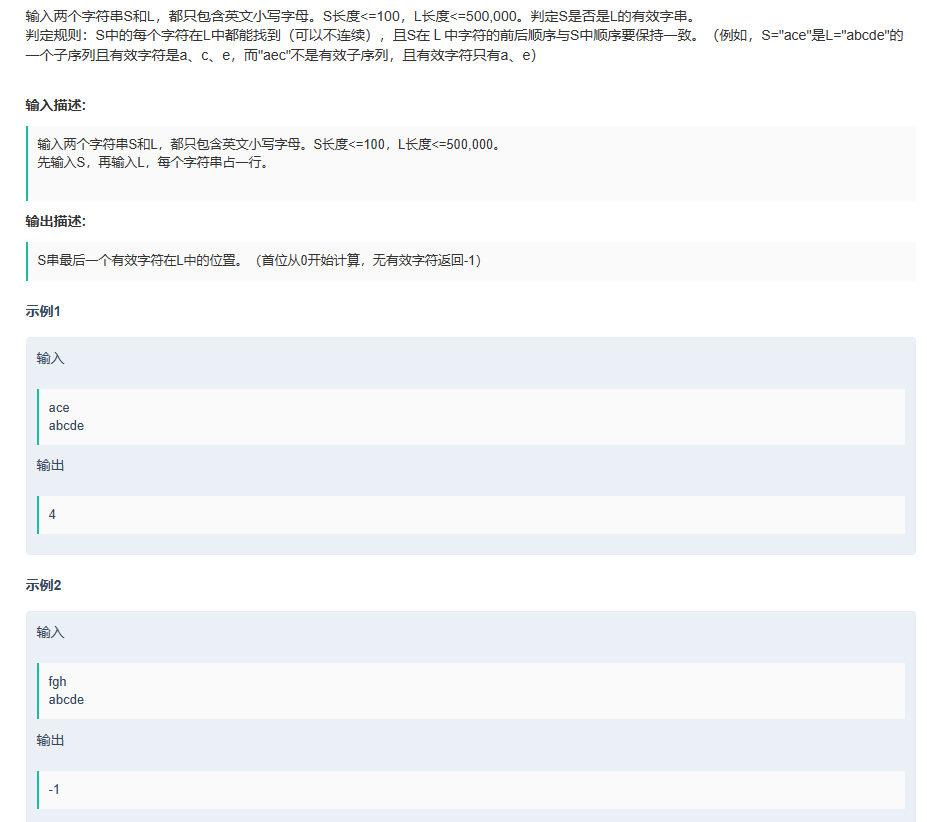 输入两个字符串S和L，都只包含英文小写字母。S长度<=100，L长度<=500,000。判定S是否是L的有效字串。
判定规则：S中的每个字符在L中都能找到（可以不连续），且S在Ｌ中字符的前后顺序与S中顺序要保持一致。（例如，S="ace"是L="abcde"的
一个子序列且有效字符是a、c、e，而"aec"不是有效子序列，且有效字符只有a、e）
输入描述:
输入两个字符串S和L，都只包含英文小写字母。S长度<=100，L长度<=500,000。
先输入S，再输入L，每个字符串占一行。
输出描述:
S串最后一个有效字符在L中的位置。（首位从0开始计算，无有效字符返回-1）
示例1
输入
ace
abcde
输出
4
示例2
输入
fgh
abcde
输出
-1